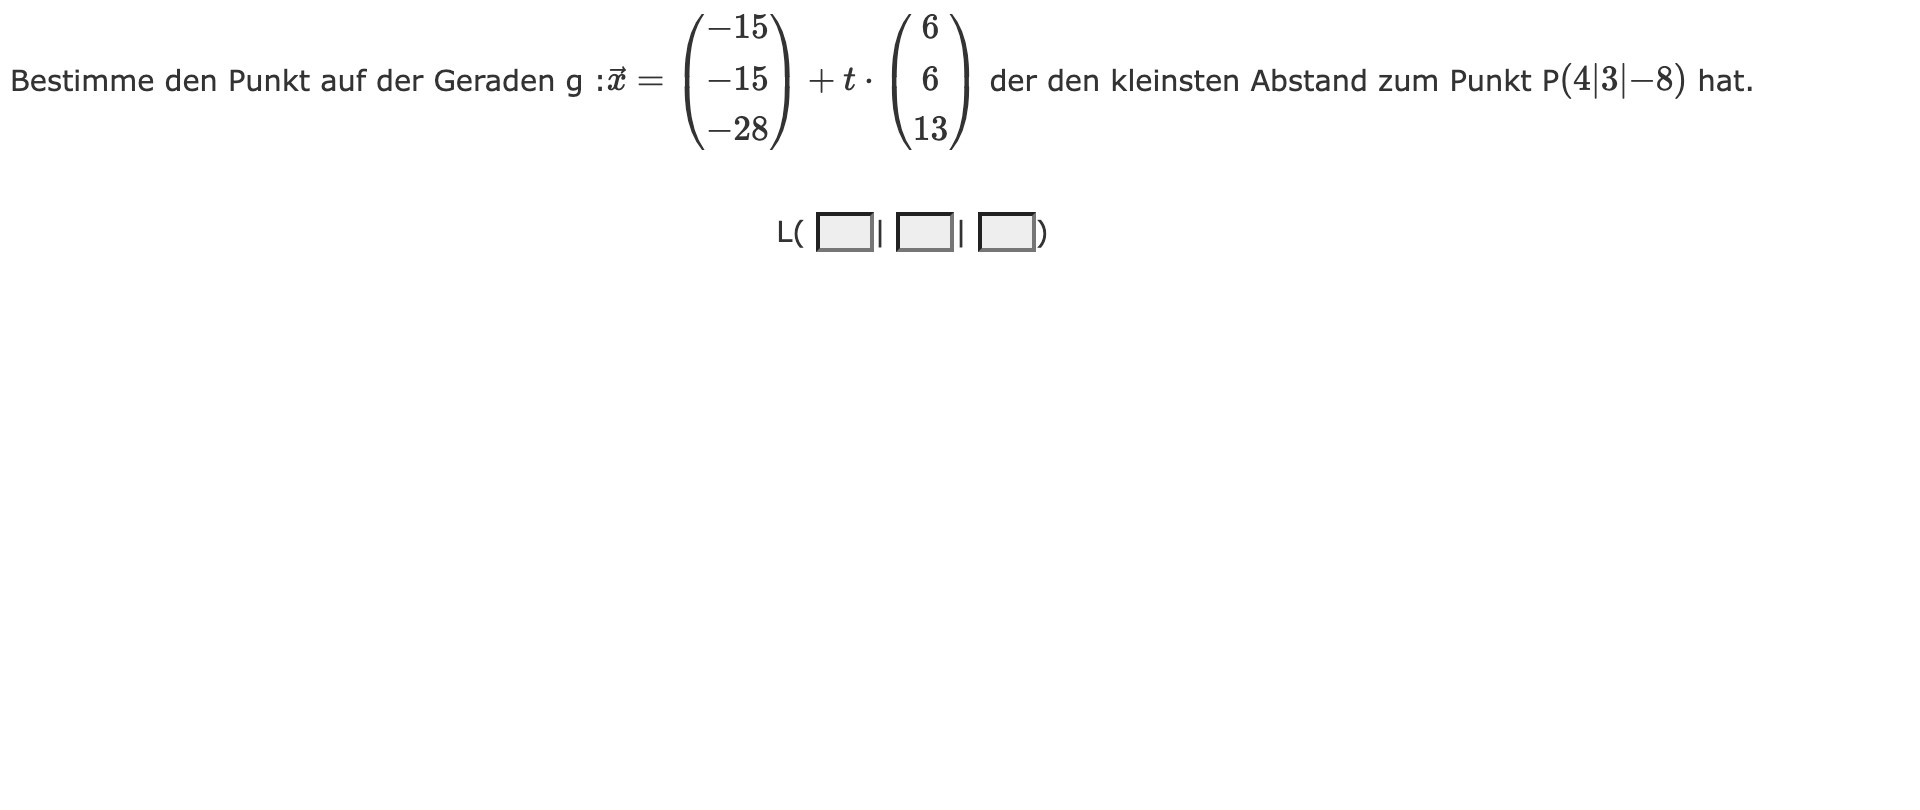 Bestimme den Punkt auf der Geraden g : $\vec{x} = \begin{pmatrix} -15 \\ -15 \\ -28 \end{pmatrix} + t \cdot \begin{pmatrix} 6 \\ 6 \\ 13 \end{pmatrix}$ der den kleinsten Abstand zum Punkt P(4|3|−8) hat.
L( | | )